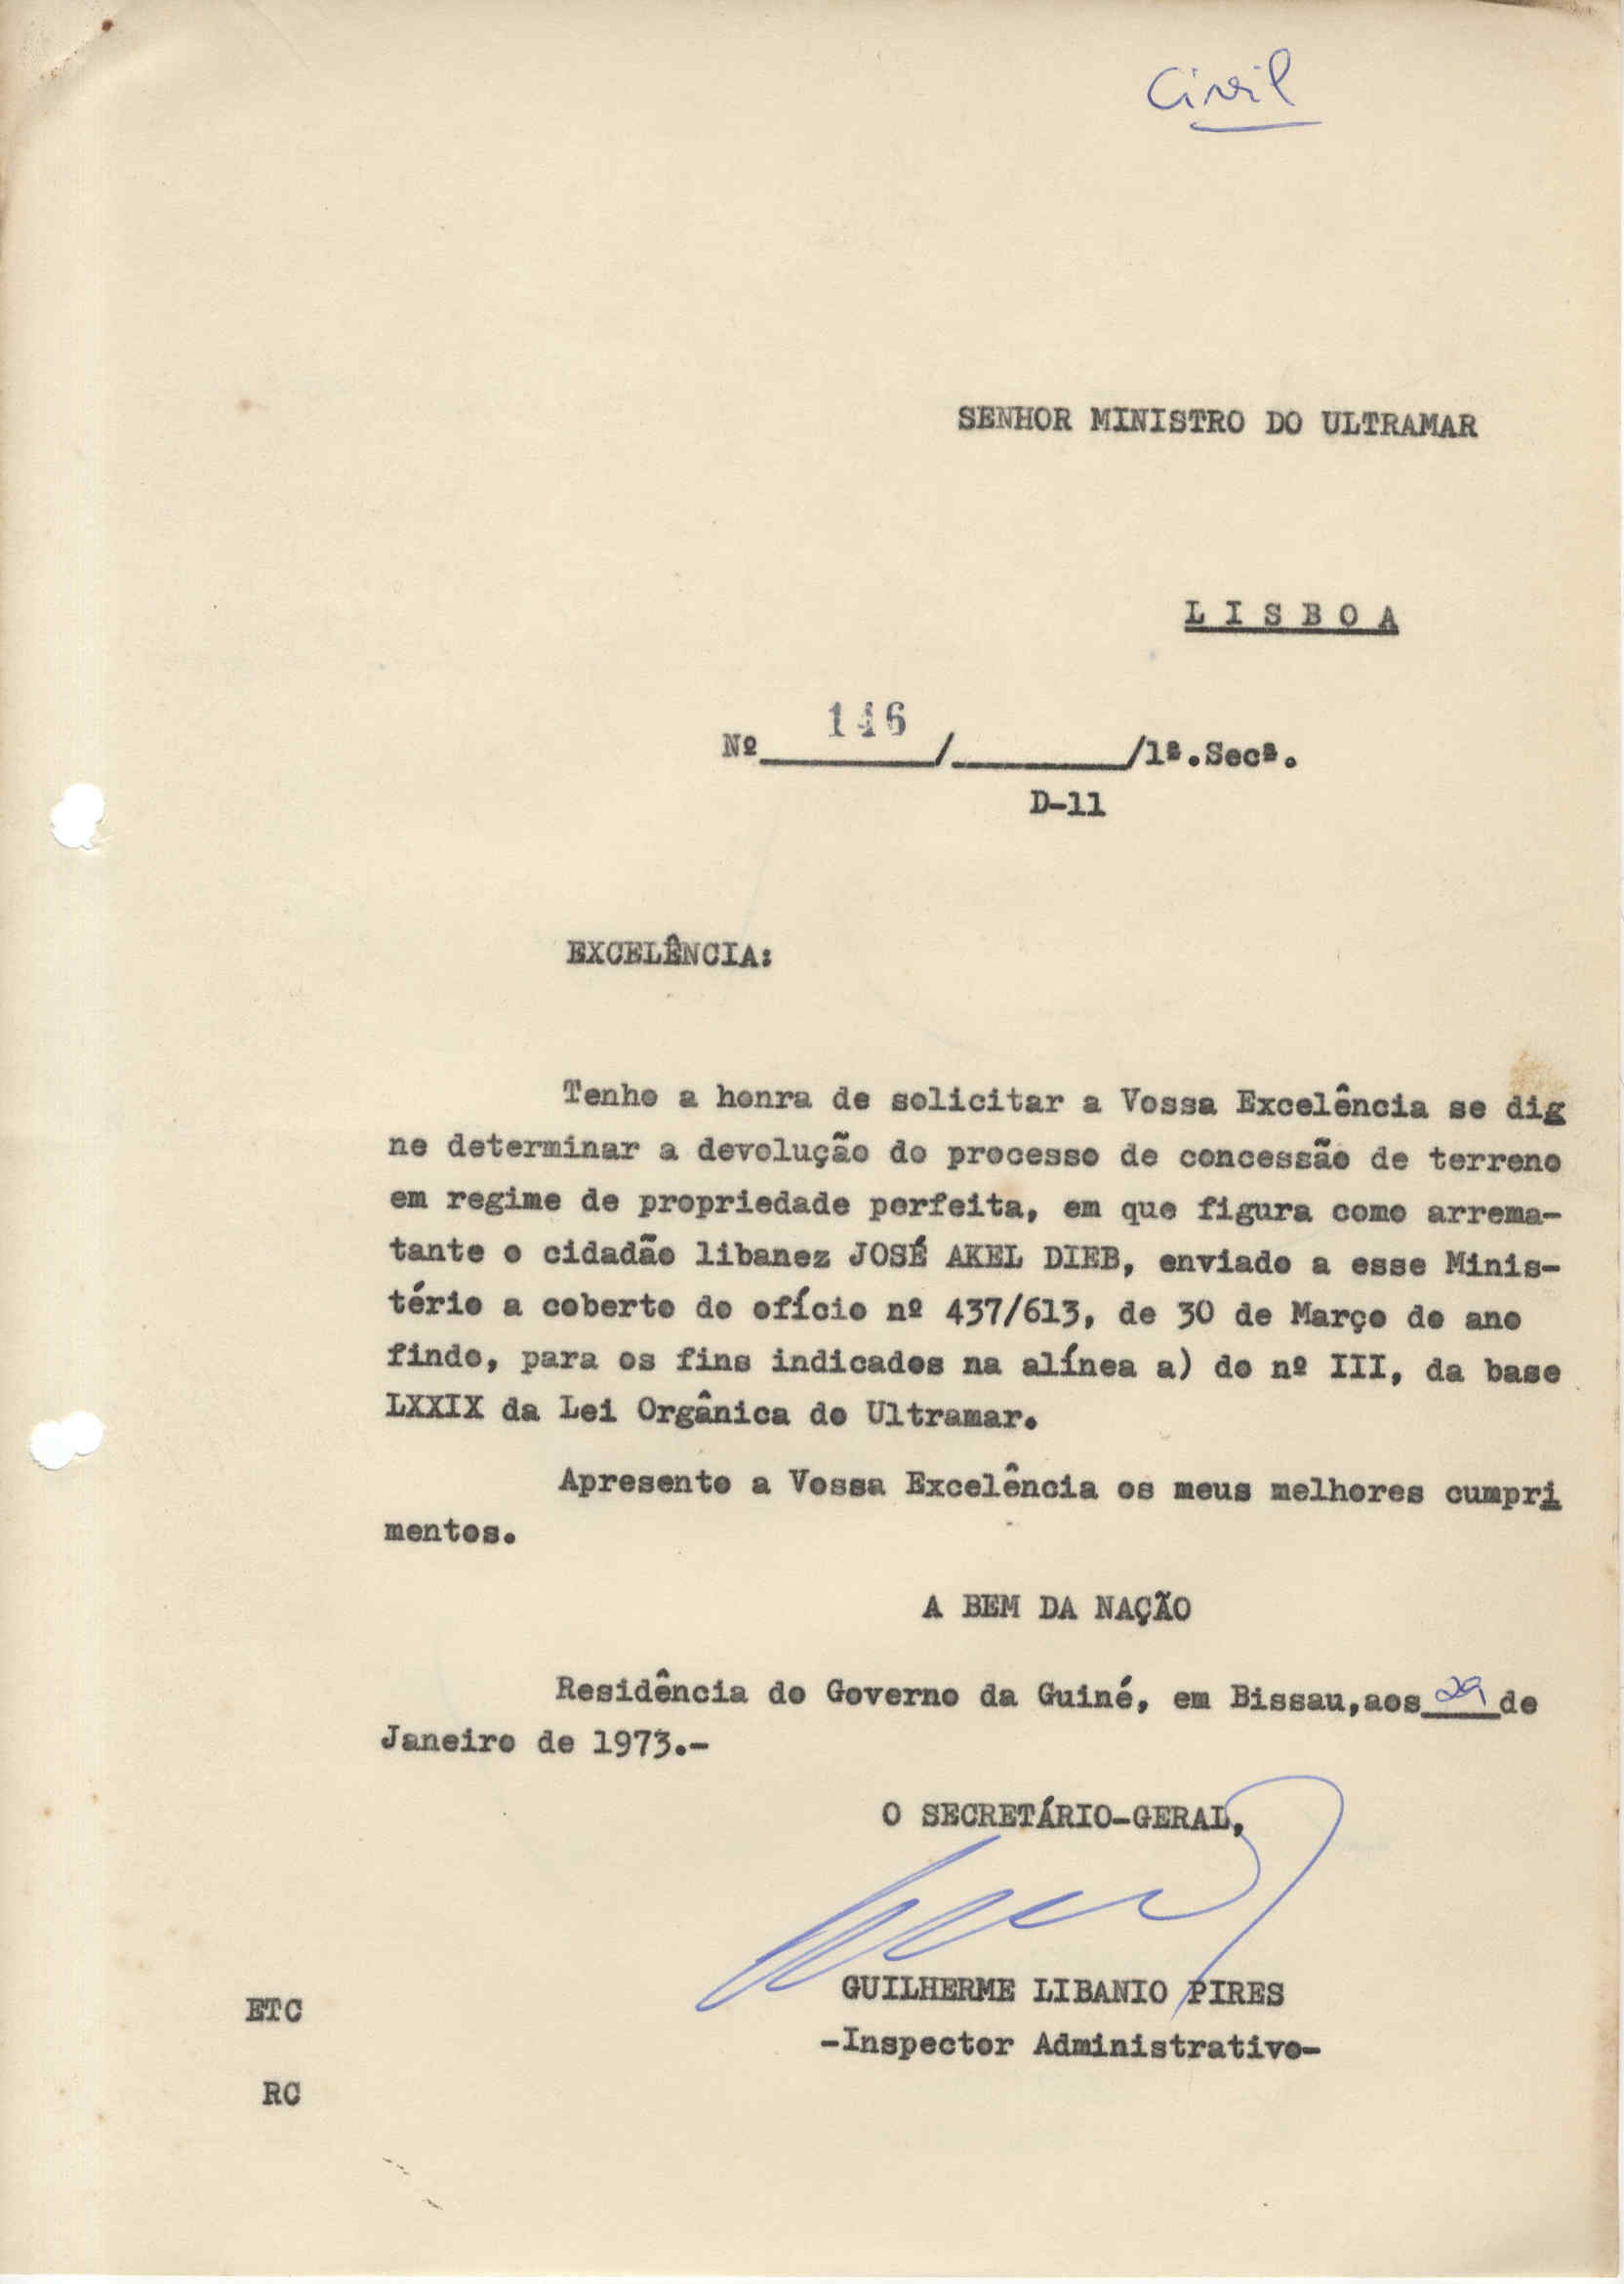 Civil
SENHOR MINISTRO DO ULTRAMAR
L I S B O A
Nº 146/ /1ª.Secª.
D-11
EXCELÊNCIA:
Tenho a honra de solicitar a Vossa Excelência se dig
ne determinar a devolução do processo de concessão de terreno
em regime de propriedade perfeita, em que figura como arrema-
tante o cidadão libanez JOSÉ AKEL DIEB, enviado a esse Minis-
tério a coberto do ofício nº 437/613, de 30 de Março do ano
findo, para os fins indicados na alínea a) do nº III, da base
LXXIX da Lei Orgânica do Ultramar.
Apresento a Vossa Excelência os meus melhores cumpri
mentos.
A BEM DA NAÇÃO
Residência do Governo da Guiné, em Bissau,aos 29 de
Janeiro de 1973.-
O SECRETÁRIO-GERAL,
GUILHERME LIBANIO PIRES
-Inspector Administrativo-
ETC
RC